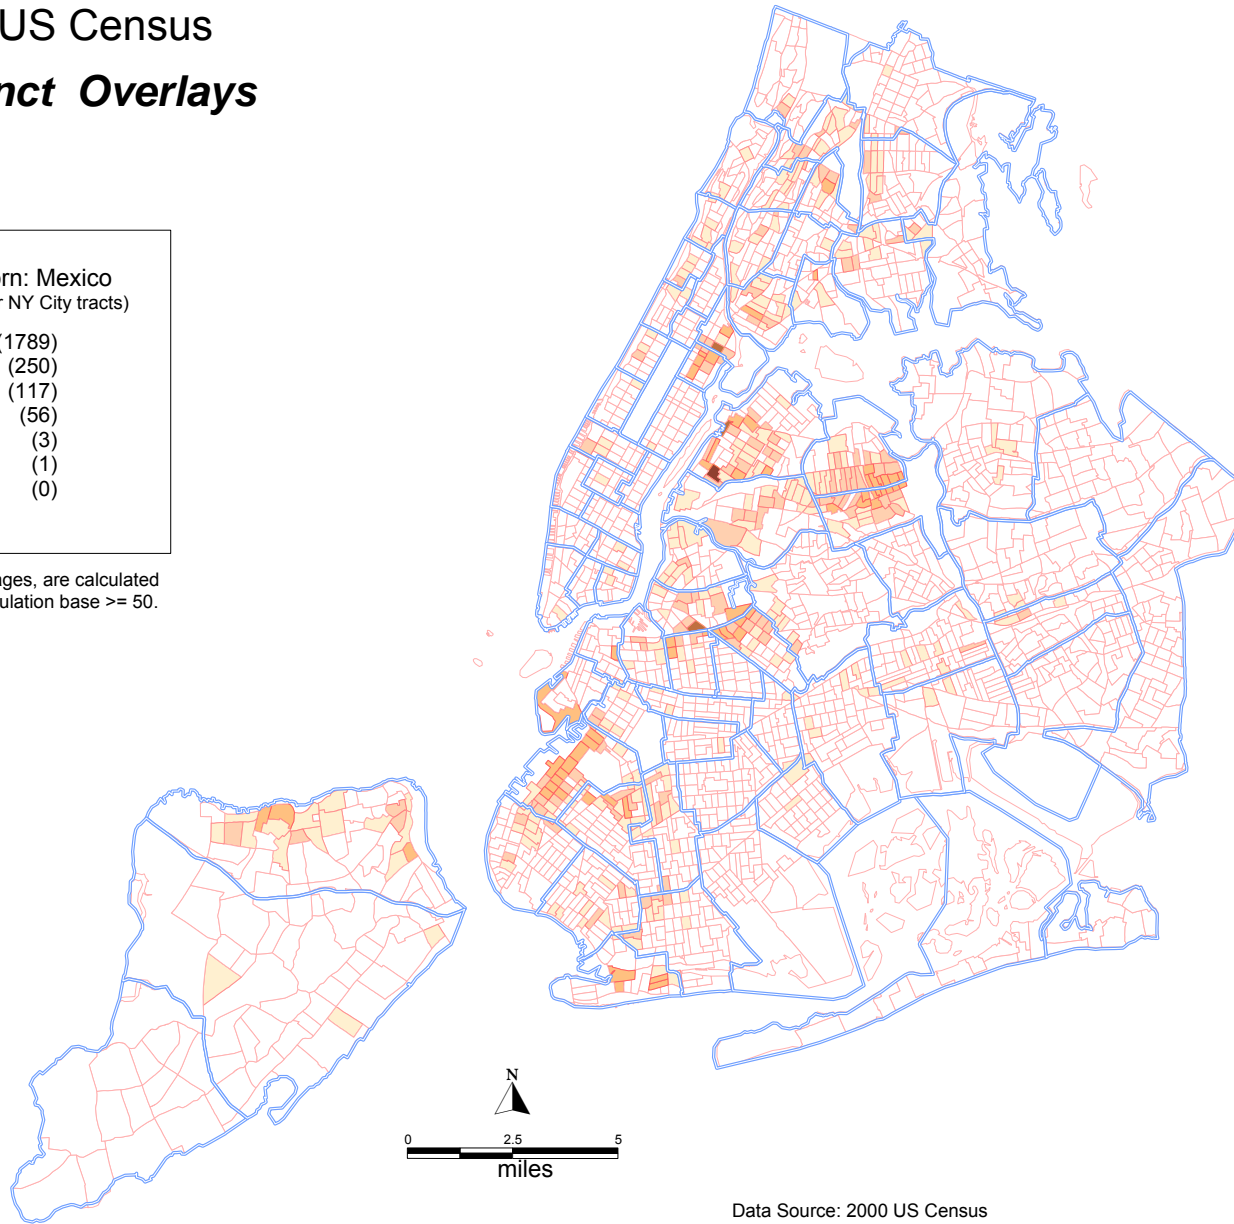 US Census
nct Overlays
rn: Mexico
r NY City tracts)
(1789)
(250)
(117)
(56)
(3)
(1)
(0)
ages, are calculated
ulation base >= 50.
N
0 2.5 5
miles
Data Source: 2000 US Census